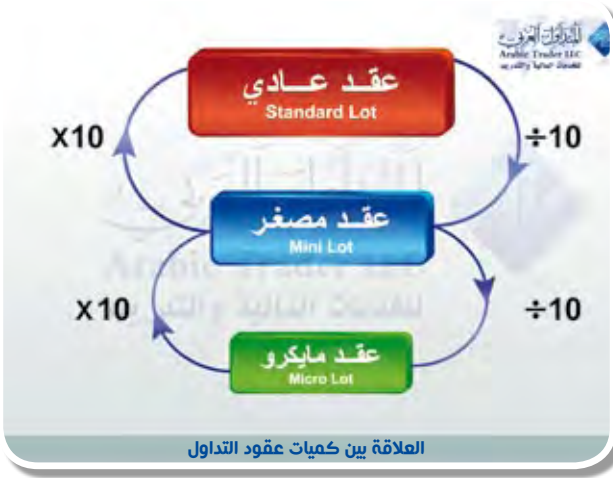 المتداول العربي
Arabic Trader LLC
للخدمات المالية والتدريب
عقد عادي
Standard Lot
X10
÷10
عقد مصغر
Mini Lot
X10
÷10
عقد مايكرو
Micro Lot
العلاقة بين كميات عقود التداول